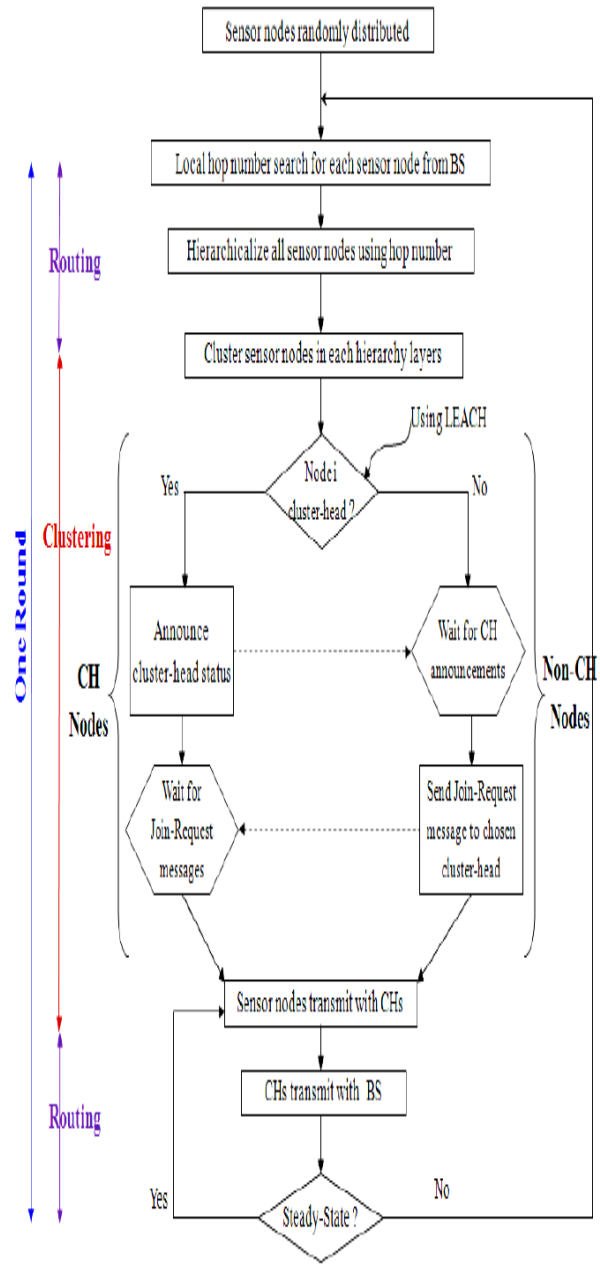 Sensor nodes randomly distributed
Local hop number search for each sensor node from BS
Routing
Hierarchicalize all sensor nodes using hop number
Cluster sensor nodes in each hierarchy layers
Using LEACH
Yes
Node i
cluster-head ?
No
Clustering
One Round
Announce
cluster-head status
Wait for CH
announcements
CH
Nodes
Non-CH
Nodes
Wait for
Join-Request
messages
Send Join-Request
message to chosen
cluster-head
Sensor nodes transmit with CHs
CHs transmit with BS
Routing
Yes
Steady-State ?
No